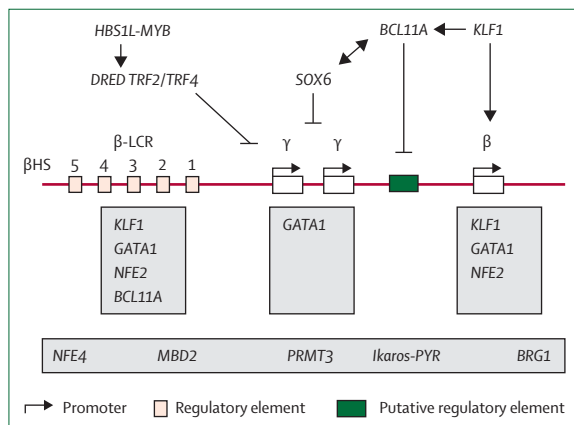 HBS1L-MYB
BCL11A
KLF1
DRED TRF2/TRF4
SOX6
β-LCR
γ
γ
β
βHS
5 4 3 2 1
KLF1
GATA1
NFE2
BCL11A
GATA1
KLF1
GATA1
NFE2
NFE4 MBD2 PRMT3 Ikaros-PYR BRG1
Promoter Regulatory element Putative regulatory element